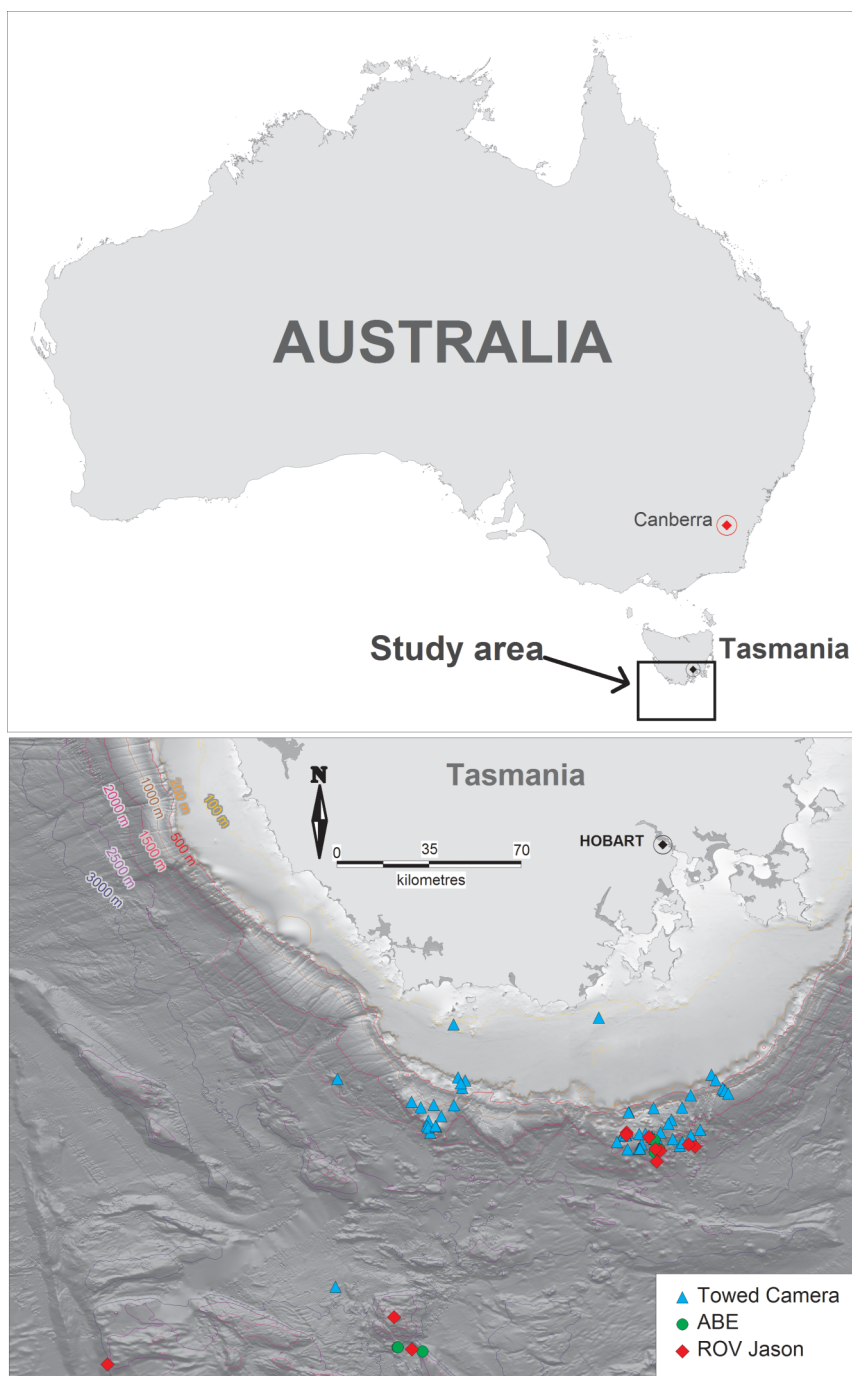 AUSTRALIA
Canberra
Study area
Tasmania
N
Tasmania
HOBART
0 35 70
kilometres
2000 m
1000 m
200 m
100 m
1500 m
500 m
2500 m
3000 m
Towed Camera
ABE
ROV Jason